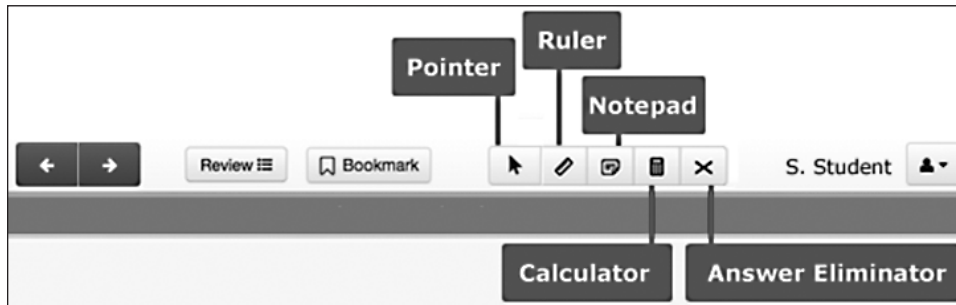 Ruler
Pointer
Notepad
Review
Bookmark
S. Student
Calculator
Answer Eliminator